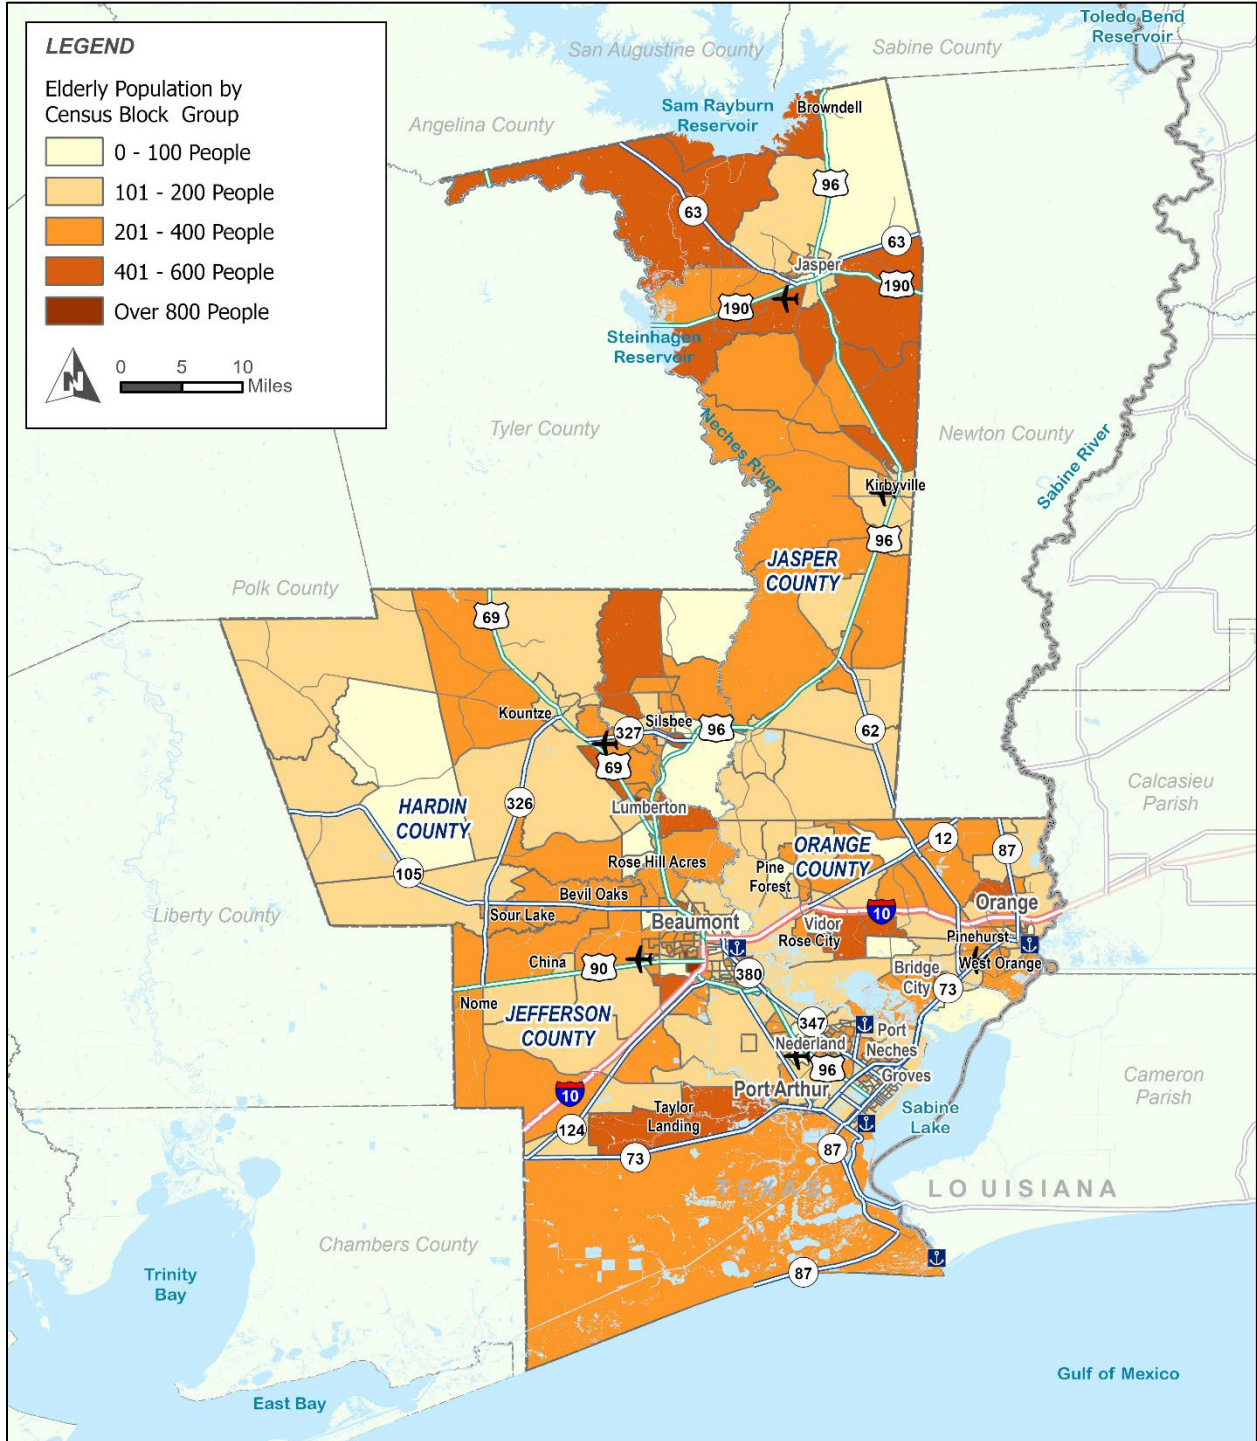 LEGEND
Elderly Population by
Census Block Group
0 - 100 People
101 - 200 People
201 - 400 People
401 - 600 People
Over 800 People
N
0 5 10
Miles
Toledo Bend
Reservoir
San Augustine County
Sabine County
Sam Rayburn
Reservoir
Browndell
Angelina County
96
63
63
Jasper
190
190
Steinhagen
Reservoir
Neches River
Tyler County
Newton County
Sabine River
Kirbyville
96
JASPER
COUNTY
Polk County
69
Kountze
327
Silsbee
96
62
69
Calcasieu
Parish
HARDIN
COUNTY
326
Lumberton
ORANGE
COUNTY
12
87
105
Rose Hill Acres
Pine
Forest
Bevil Oaks
Liberty County
Sour Lake
Beaumont
10
Orange
Vidor
Rose City
Pinehurst
West Orange
China
90
380
Bridge
City
73
Nome
JEFFERSON
COUNTY
347
Port
Neches
Nederland
96
Groves
10
Port Arthur
Cameron
Parish
Taylor
Landing
Sabine
Lake
124
73
87
TEXAS
LOUISIANA
Chambers County
Trinity
Bay
87
Gulf of Mexico
East Bay